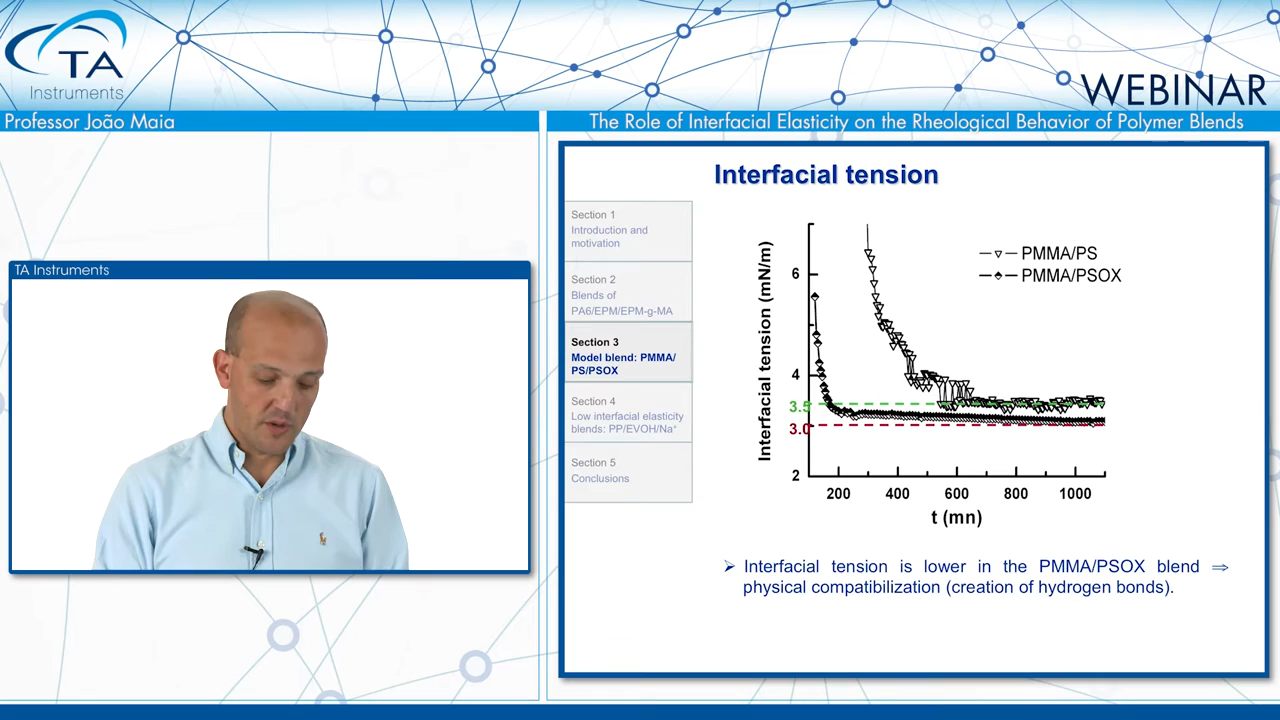 TA
Instruments
WEBINAR
Professor João Maia
The Role of Interfacial Elasticity on the Rheological Behavior of Polymer Blends
TA Instruments
Interfacial tension
Section 1
Introduction and
motivation
Section 2
Blends of
PA6/EPM/EPM-g-MA
Section 3
Model blend: PMMA/
PS/PSOX
Section 4
Low interfacial elasticity
blends: PP/EVOH/Na⁺
Section 5
Conclusions
Interfacial tension (mN/m)
6
4
3.5
3.0
2
PMMA/PS
PMMA/PSOX
200 400 600 800 1000
t (mn)
➢ Interfacial tension is lower in the PMMA/PSOX blend ⇒
physical compatibilization (creation of hydrogen bonds).